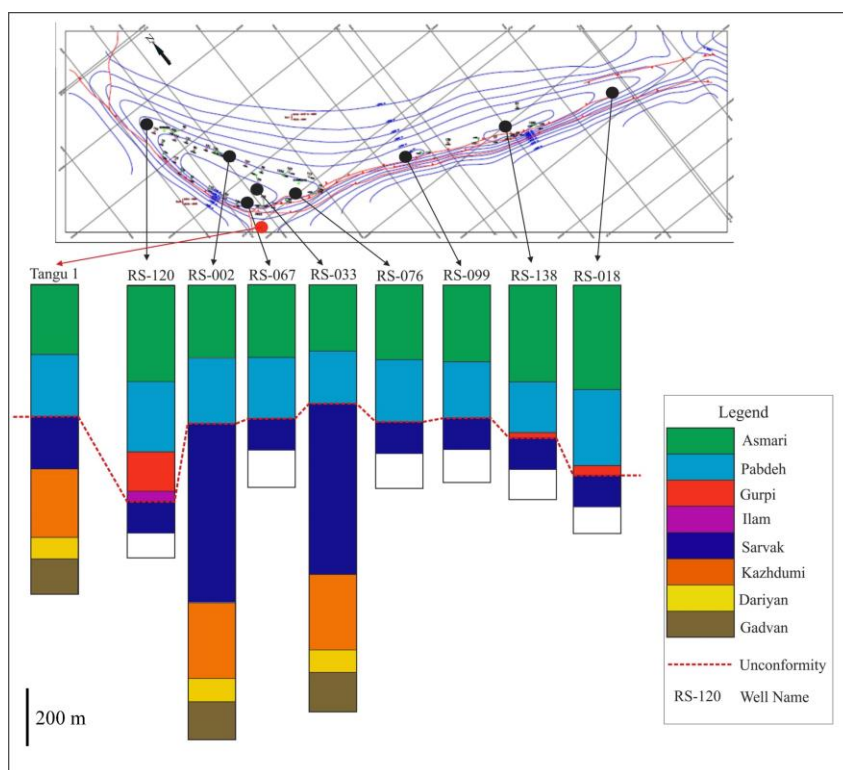 Tangu 1 RS-120 RS-002 RS-067 RS-033 RS-076 RS-099 RS-138 RS-018
Legend
Asmari
Pabdeh
Gurpi
Ilam
Sarvak
Kazhdumi
Dariyan
Gadvan
Unconformity
RS-120 Well Name
200 m